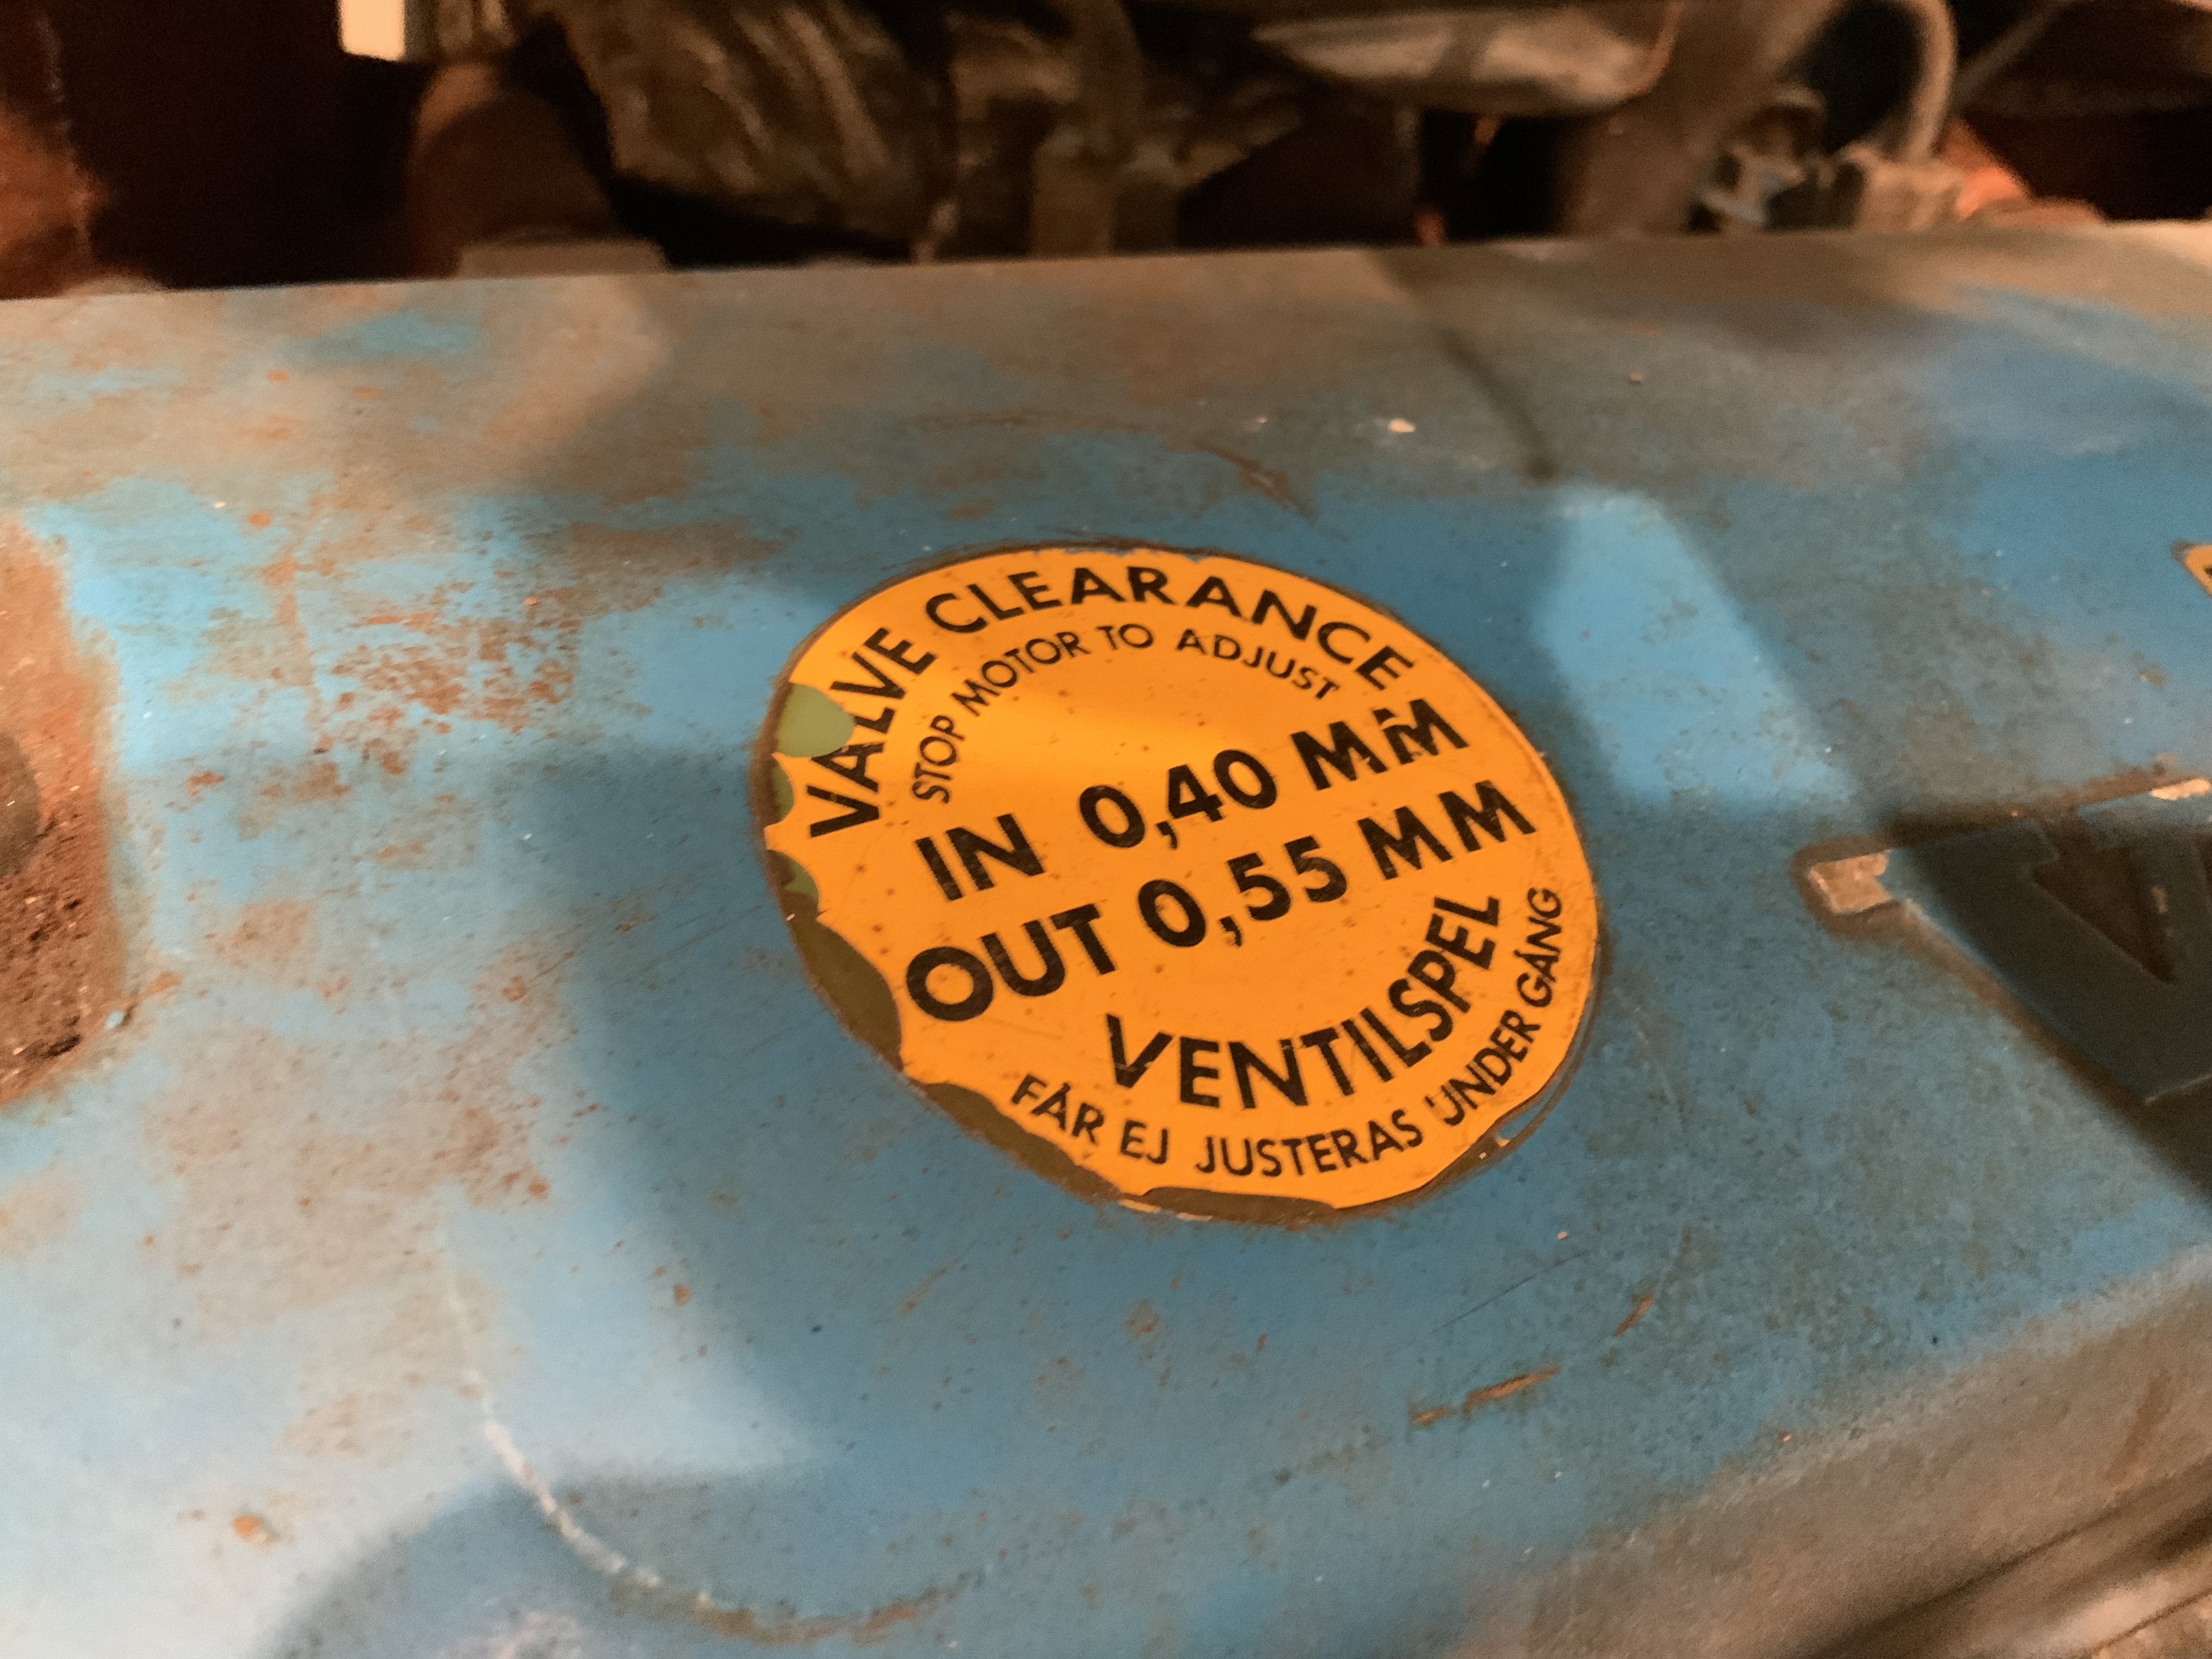 VALVE CLEARANCE
STOP MOTOR TO ADJUST
IN 0,40 MM
OUT 0,55 MM
VENTILSPEL
FÅR EJ JUSTERAS UNDER GÅNG